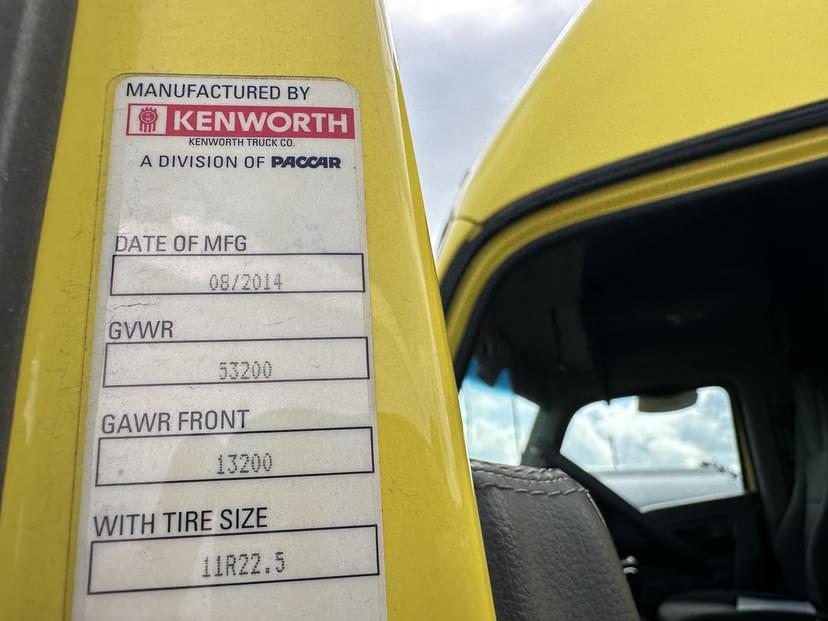 MANUFACTURED BY
KENWORTH
KENWORTH TRUCK CO.
A DIVISION OF PACCAR
DATE OF MFG
08/2014
GVWR
53200
GAWR FRONT
13200
WITH TIRE SIZE
11R22.5